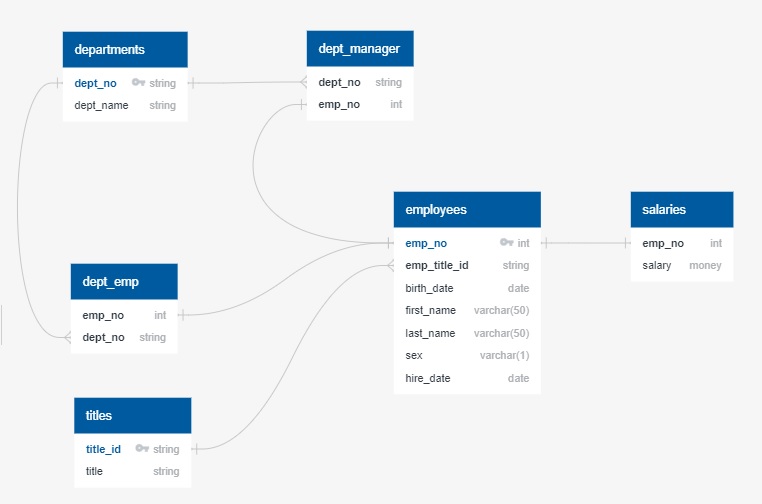 departments
dept_no string
dept_name string
dept_manager
dept_no string
emp_no int
employees
emp_no int
emp_title_id string
birth_date date
first_name varchar(50)
last_name varchar(50)
sex varchar(1)
hire_date date
salaries
emp_no int
salary money
dept_emp
emp_no int
dept_no string
titles
title_id string
title string